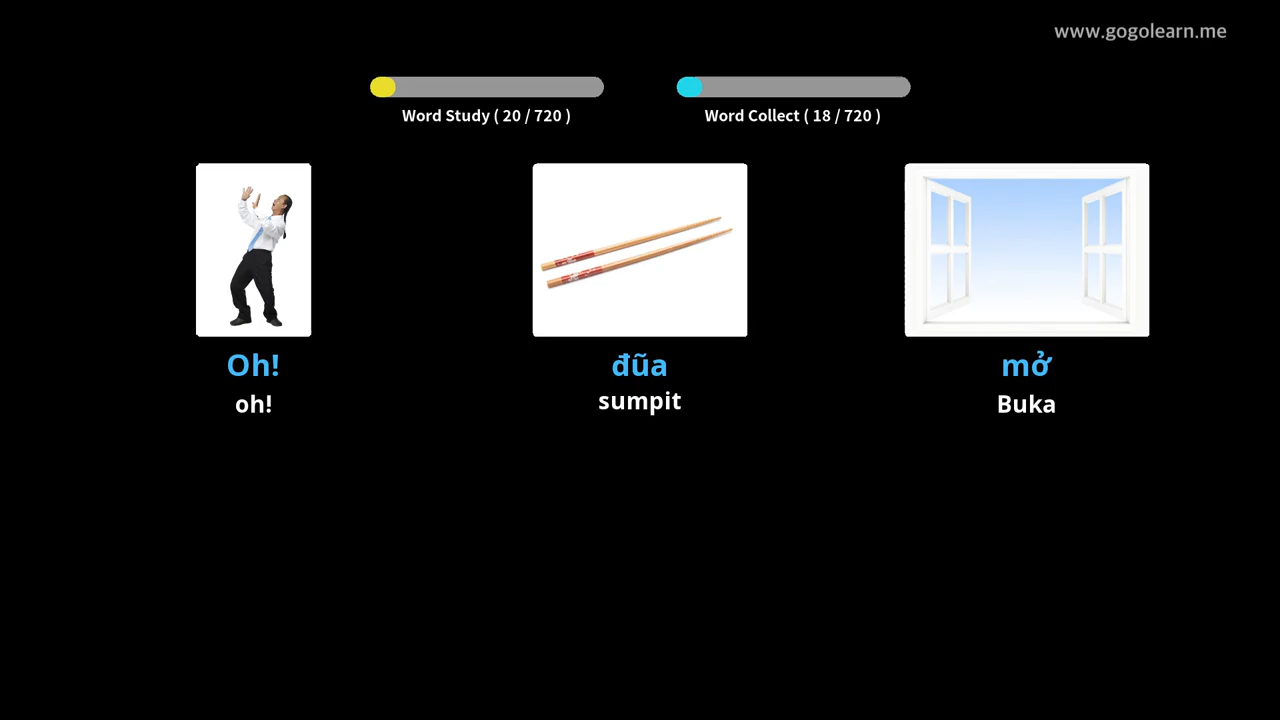 www.gogolearn.me
Word Study ( 20 / 720 )
Word Collect ( 18 / 720 )
Oh!
oh!
đũa
sumpit
mở
Buka